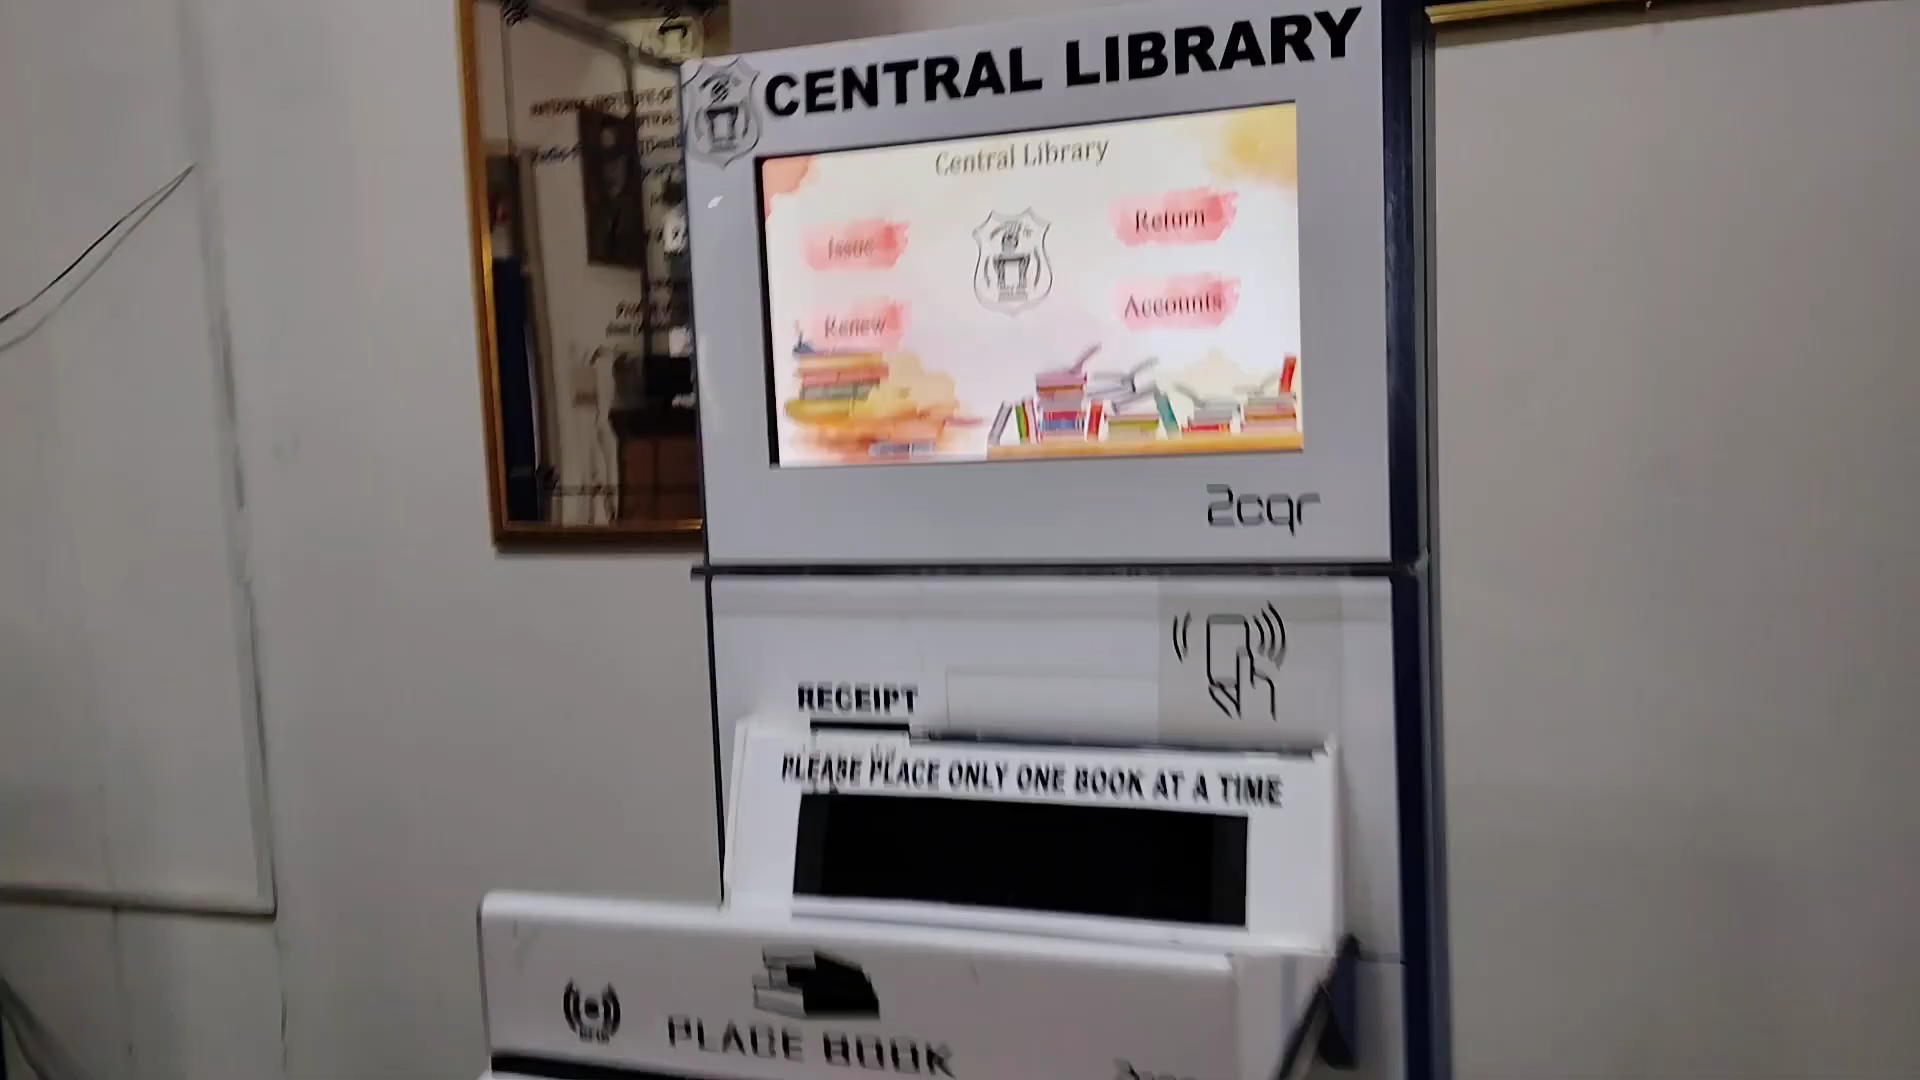 CENTRAL LIBRARY
Central Library
Issue
Return
Renew
Accounts
2cqr
RECEIPT
PLEASE PLACE ONLY ONE BOOK AT A TIME
PLACE BOOK